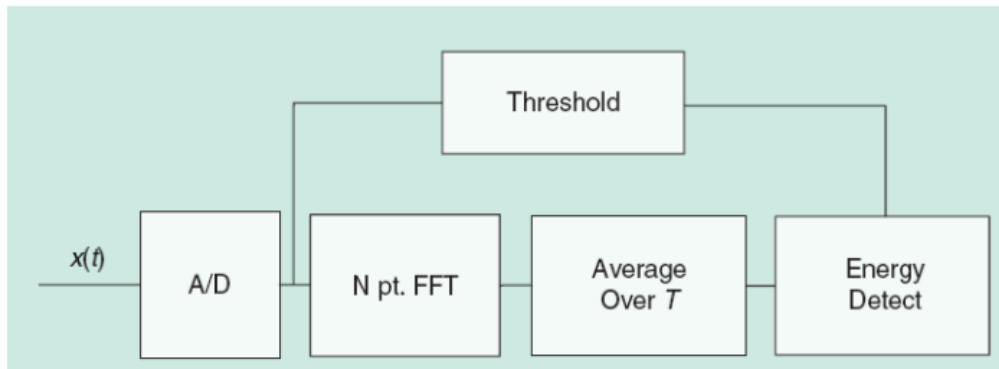 Threshold
x(t)
A/D
N pt. FFT
Average
Over T
Energy
Detect